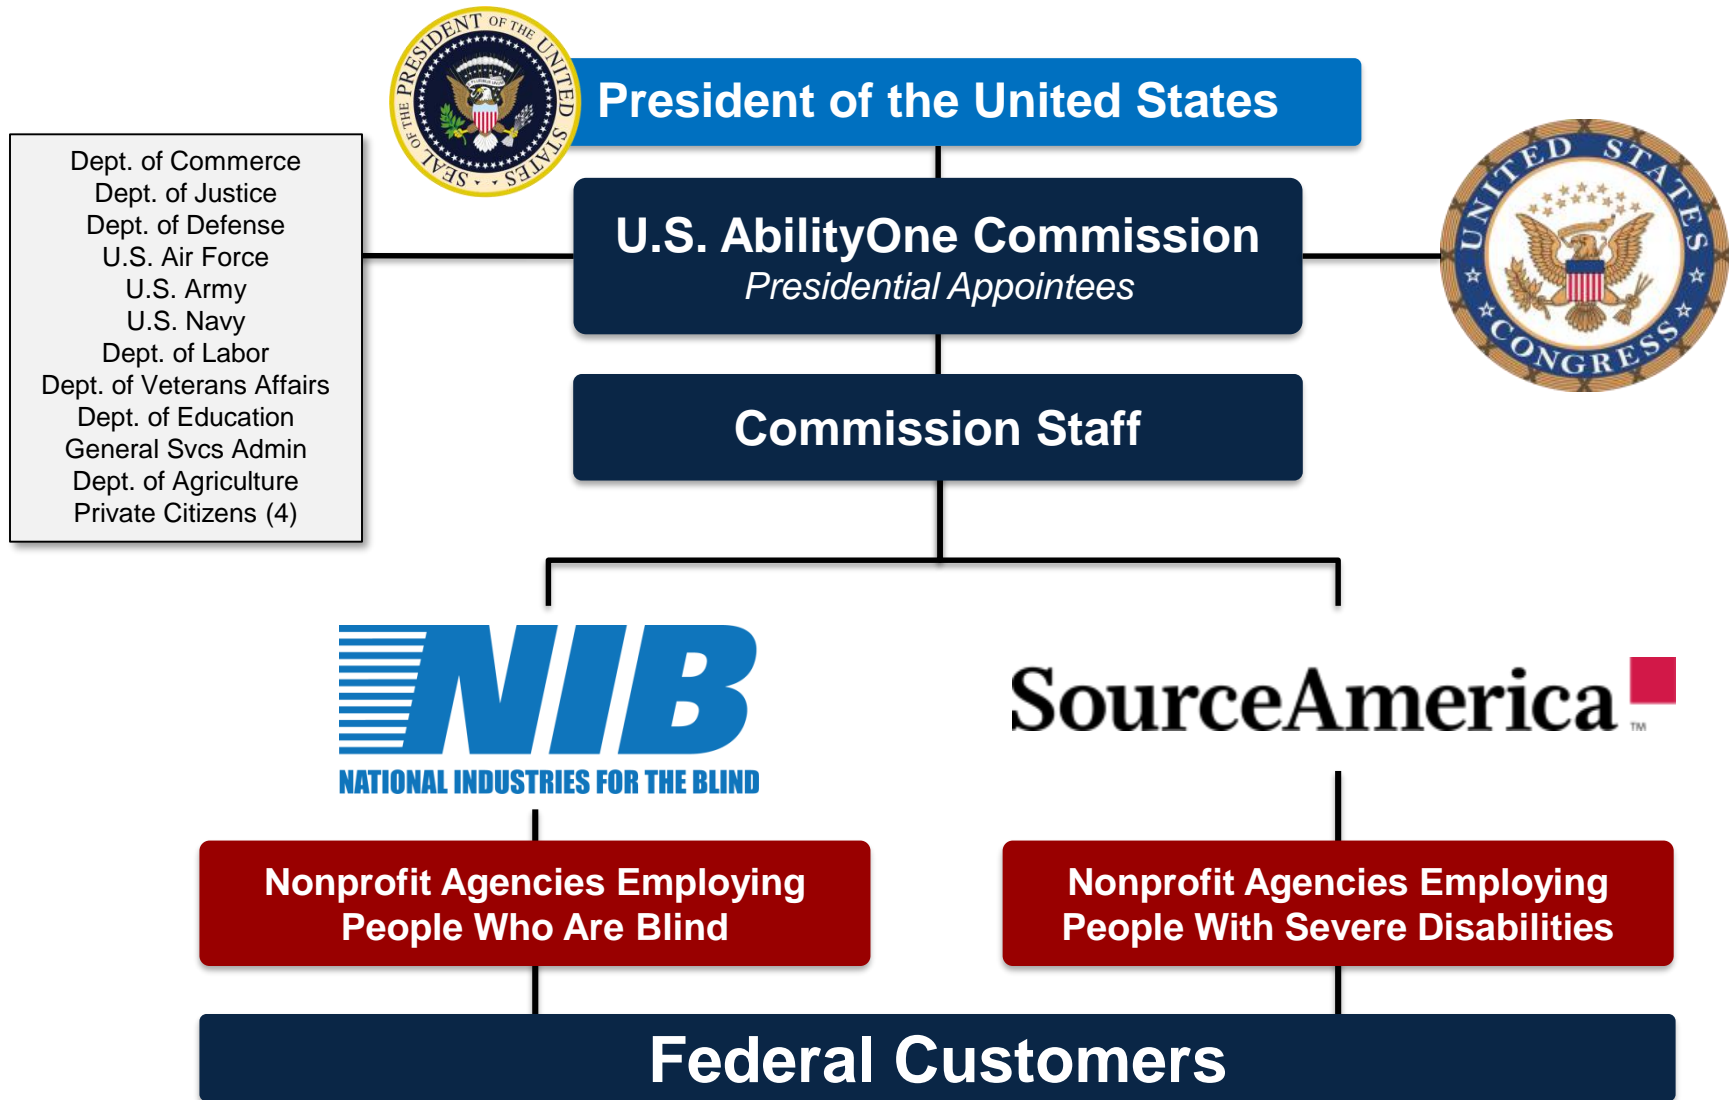 SEAL OF THE PRESIDENT OF THE UNITED STATES
President of the United States
Dept. of Commerce
Dept. of Justice
Dept. of Defense
U.S. Air Force
U.S. Army
U.S. Navy
Dept. of Labor
Dept. of Veterans Affairs
Dept. of Education
General Svcs Admin
Dept. of Agriculture
Private Citizens (4)
U.S. AbilityOne Commission
Presidential Appointees
UNITED STATES
CONGRESS
Commission Staff
NIB
NATIONAL INDUSTRIES FOR THE BLIND
SourceAmerica
TM
Nonprofit Agencies Employing
People Who Are Blind
Nonprofit Agencies Employing
People With Severe Disabilities
Federal Customers